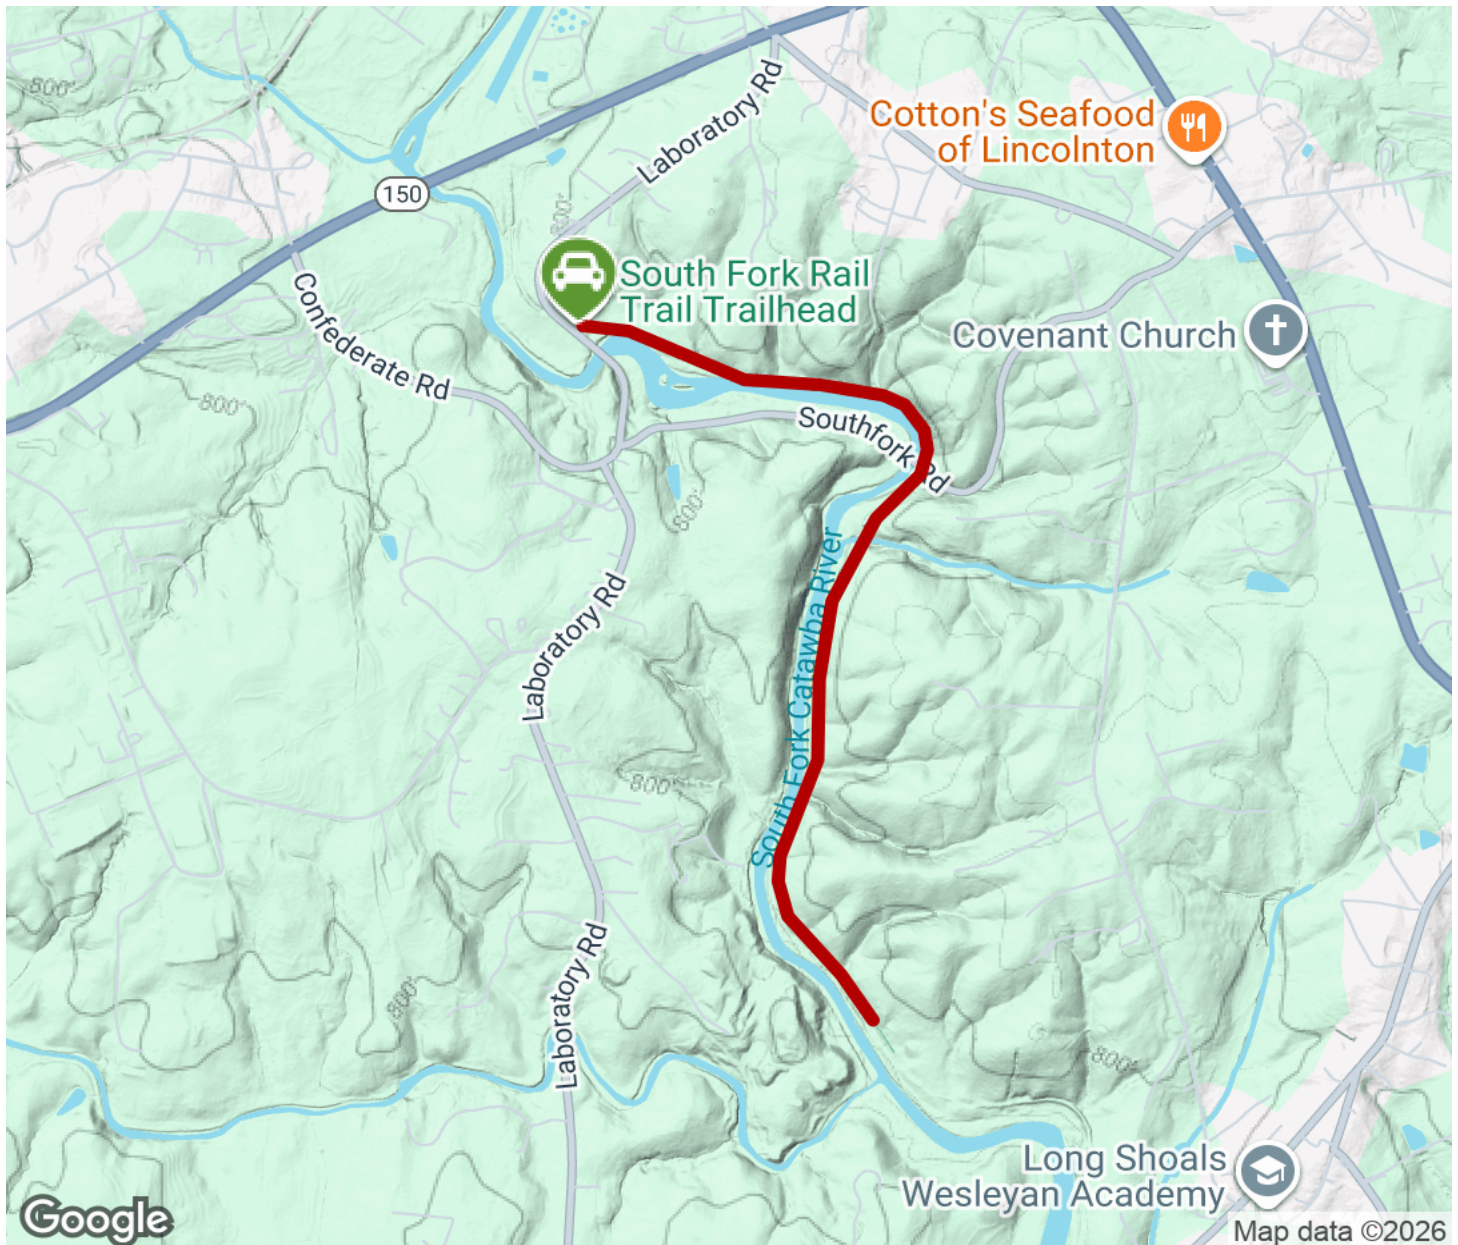 800'
Laboratory Rd
Cotton's Seafood
of Lincolnton
150
800'
South Fork Rail
Trail Trailhead
Covenant Church
Confederate Rd
800'
Southfork Rd
800'
South Fork Catawba River
Laboratory Rd
800'
Laboratory Rd
800'
800'
Long Shoals
Wesleyan Academy
Google
Map data ©2026